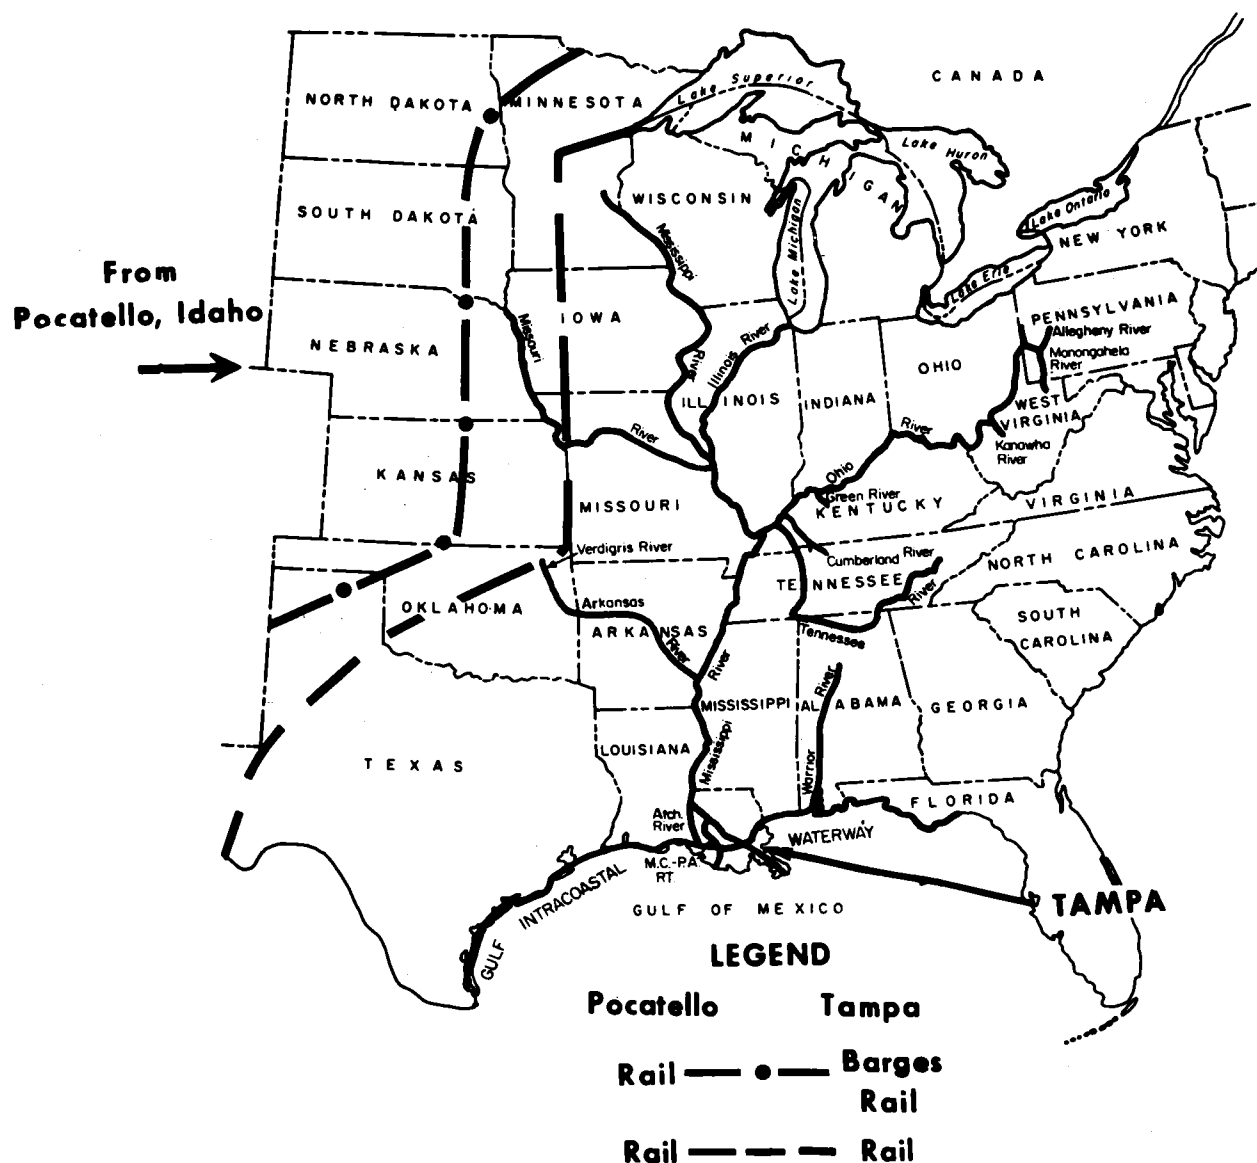 CANADA
NORTH DAKOTA
MINNESOTA
Lake Superior
MICHIGAN
Lake Huron
WISCONSIN
SOUTH DAKOTA
Mississippi
Lake Michigan
Lake Ontario
NEW YORK
From
Pocatello, Idaho
Lake Erie
IOWA
Missouri
NEBRASKA
River
Illinois River
PENNSYLVANIA
Allegheny River
Manongahela
River
OHIO
ILLINOIS
INDIANA
WEST
VIRGINIA
Kanawha
River
River
River
KANSAS
Ohio
Green River
KENTUCKY
VIRGINIA
MISSOURI
Verdigris River
Cumberland River
NORTH CAROLINA
TENNESSEE
River
OKLAHOMA
Arkansas
ARKANSAS
River
Tennessee
SOUTH
CAROLINA
River
River
MISSISSIPPI
ALABAMA
GEORGIA
LOUISIANA
Mississippi
Warrior
TEXAS
FLORIDA
Atch.
River
WATERWAY
M.C.-P.A.
RT.
INTRACOASTAL
GULF
TAMPA
GULF OF MEXICO
LEGEND
Pocatello Tampa
Rail Barges
Rail
Rail Rail